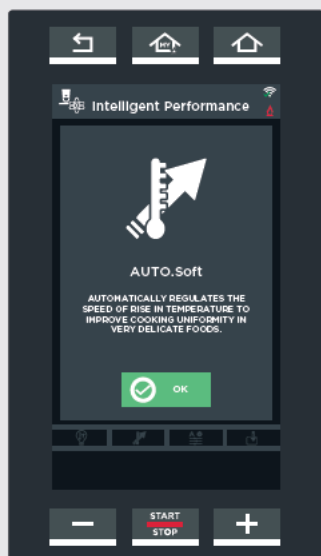 MY
Intelligent Performance
AUTO.Soft
AUTOMATICALLY REGULATES THE
SPEED OF RISE IN TEMPERATURE TO
IMPROVE COOKING UNIFORMITY IN
VERY DELICATE FOODS.
OK
START
STOP